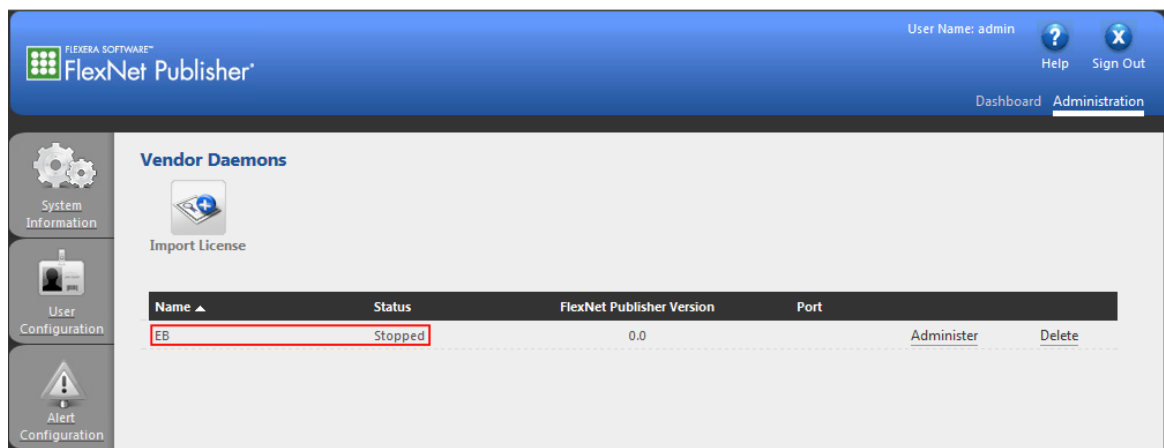 User Name: admin
FLEXERA SOFTWARE™
FlexNet Publisher®
? X
Help Sign Out
Dashboard Administration
System
Information
Vendor Daemons
Import License
User
Configuration
Name ▲ Status FlexNet Publisher Version Port
EB Stopped 0.0 Administer Delete
Alert
Configuration